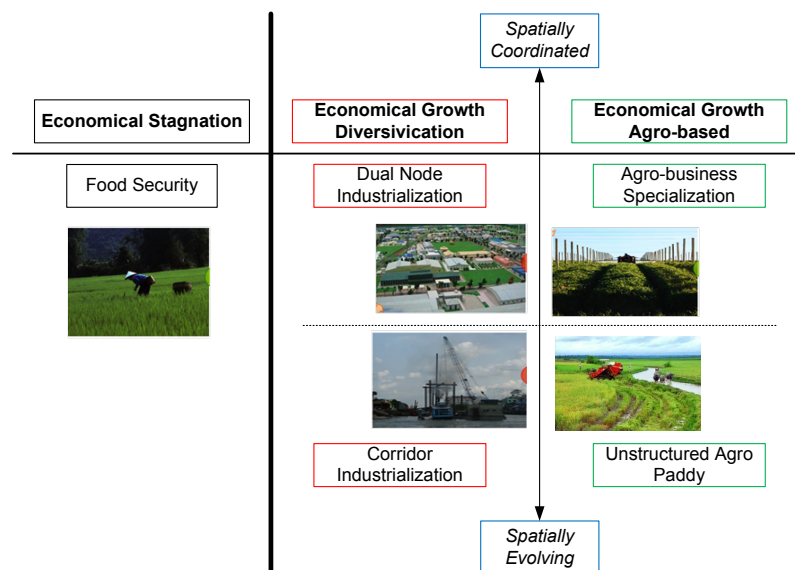 Spatially
Coordinated
Economical Stagnation
Economical Growth
Diversivication
Economical Growth
Agro-based
Food Security
Dual Node
Industrialization
Agro-business
Specialization
Corridor
Industrialization
Unstructured Agro
Paddy
Spatially
Evolving